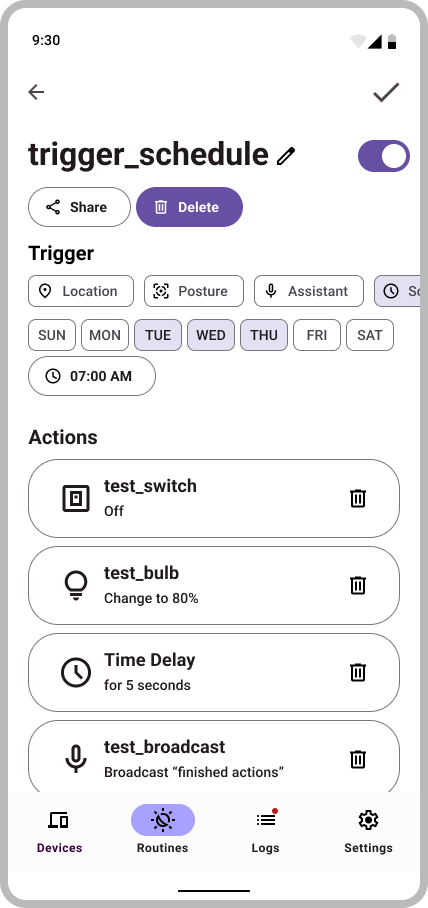 9:30
trigger_schedule
Share
Delete
Trigger
Location
Posture
Assistant
SUN
MON
TUE
WED
THU
FRI
SAT
07:00 AM
Actions
test_switch
Off
test_bulb
Change to 80%
Time Delay
for 5 seconds
test_broadcast
Broadcast “finished actions”
Devices
Routines
Logs
Settings